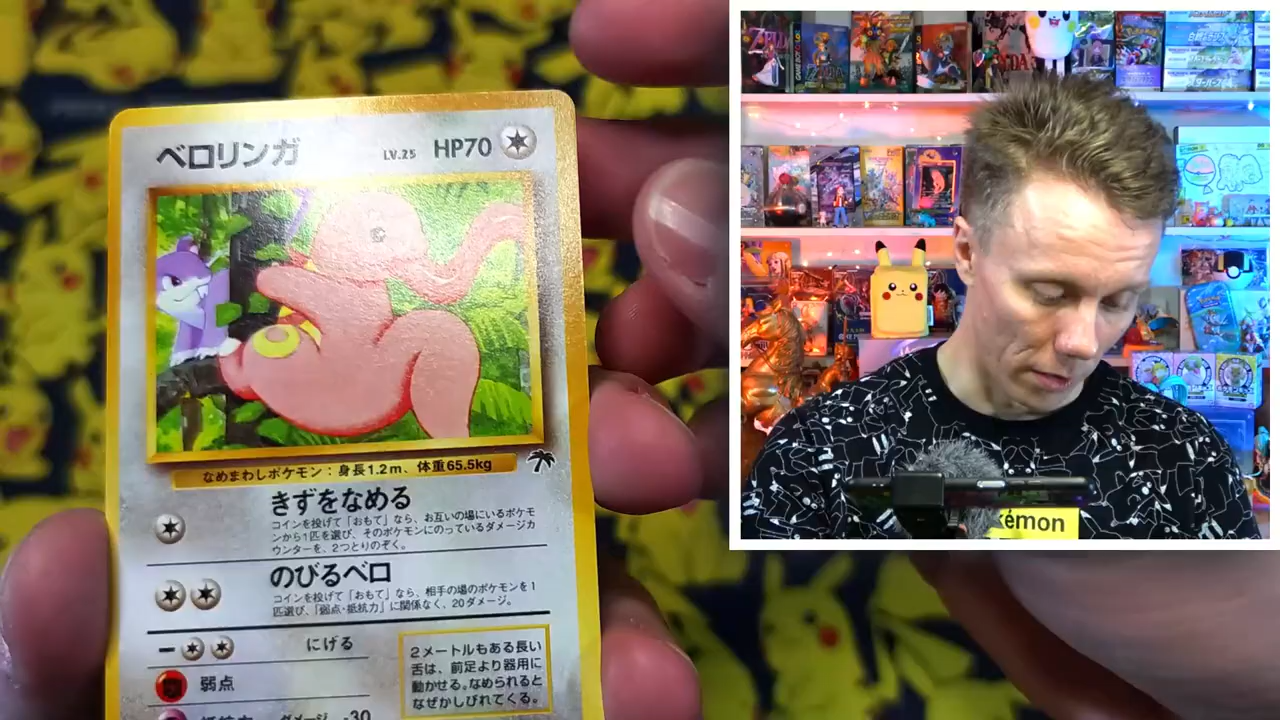 ベロリンガ
LV.25 HP70
なめまわしポケモン：身長1.2m、体重65.5kg
きずをなめる
コインを投げて「おもて」なら、お互いの場にいるポケモ
ンから1匹を選び、そのポケモンにのっているダメージカ
ウンターを、2つとりのぞく。
のびるベロ
コインを投げて「おもて」なら、相手の場のポケモンを1
匹選び、「弱点・抵抗力」に関係なく、20ダメージ。
にげる
弱点
抵抗力 ダメージ -30
2メートルもある長い
舌は、前足より器用に
動かせる。なめられると
なぜかしびれてくる。
kémon